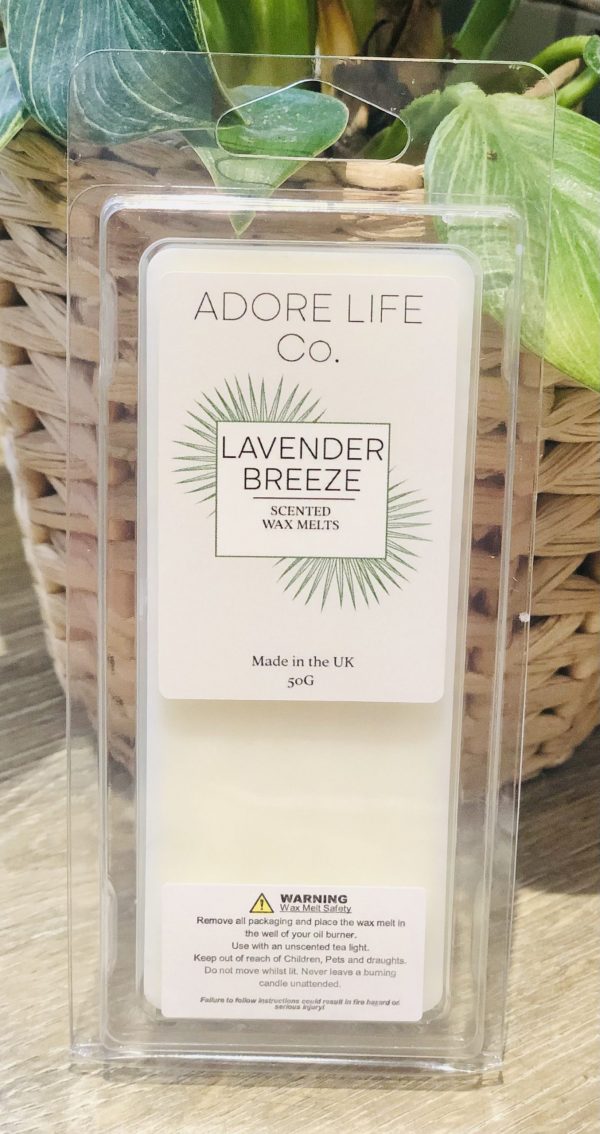 ADORE LIFE
Co.
LAVENDER
BREEZE
SCENTED
WAX MELTS
Made in the UK
50G
WARNING
Wax Melt Safety
Remove all packaging and place the wax melt in
the well of your oil burner.
Use with an unscented tea light.
Keep out of reach of Children, Pets and draughts.
Do not move whilst lit. Never leave a burning
candle unattended.
Failure to follow instructions could result in fire hazard or
serious injury!